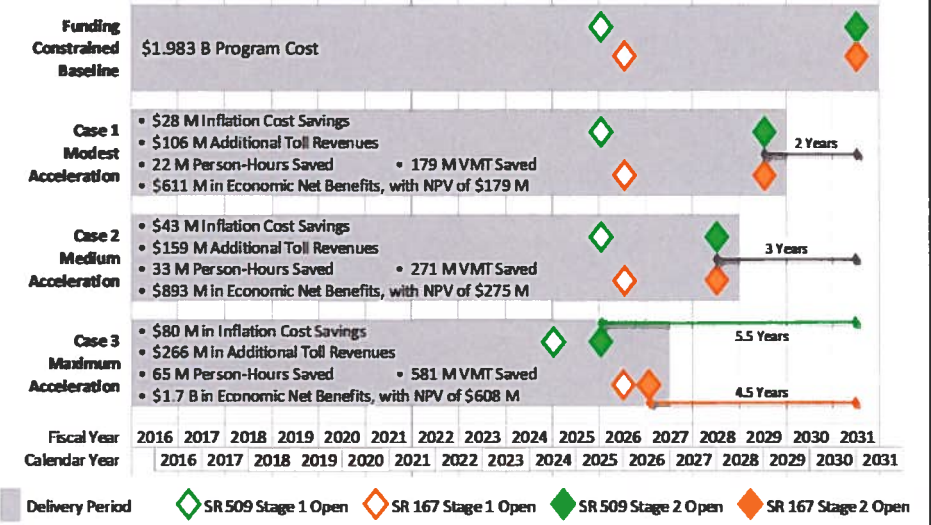 Funding
Constrained
Baseline
$1.983 B Program Cost
Case 1
Modest
Acceleration
• $28 M Inflation Cost Savings
• $106 M Additional Toll Revenues
• 22 M Person-Hours Saved • 179 M VMT Saved
• $611 M in Economic Net Benefits, with NPV of $179 M
2 Years
Case 2
Medium
Acceleration
• $43 M Inflation Cost Savings
• $159 M Additional Toll Revenues
• 33 M Person-Hours Saved • 271 M VMT Saved
• $893 M in Economic Net Benefits, with NPV of $275 M
3 Years
Case 3
Maximum
Acceleration
• $80 M in Inflation Cost Savings
• $266 M in Additional Toll Revenues
• 65 M Person-Hours Saved • 581 M VMT Saved
• $1.7 B in Economic Net Benefits, with NPV of $608 M
5.5 Years
4.5 Years
Fiscal Year 2016 2017 2018 2019 2020 2021 2022 2023 2024 2025 2026 2027 2028 2029 2030 2031
Calendar Year 2016 2017 2018 2019 2020 2021 2022 2023 2024 2025 2026 2027 2028 2029 2030 2031
Delivery Period SR 509 Stage 1 Open SR 167 Stage 1 Open SR 509 Stage 2 Open SR 167 Stage 2 Open